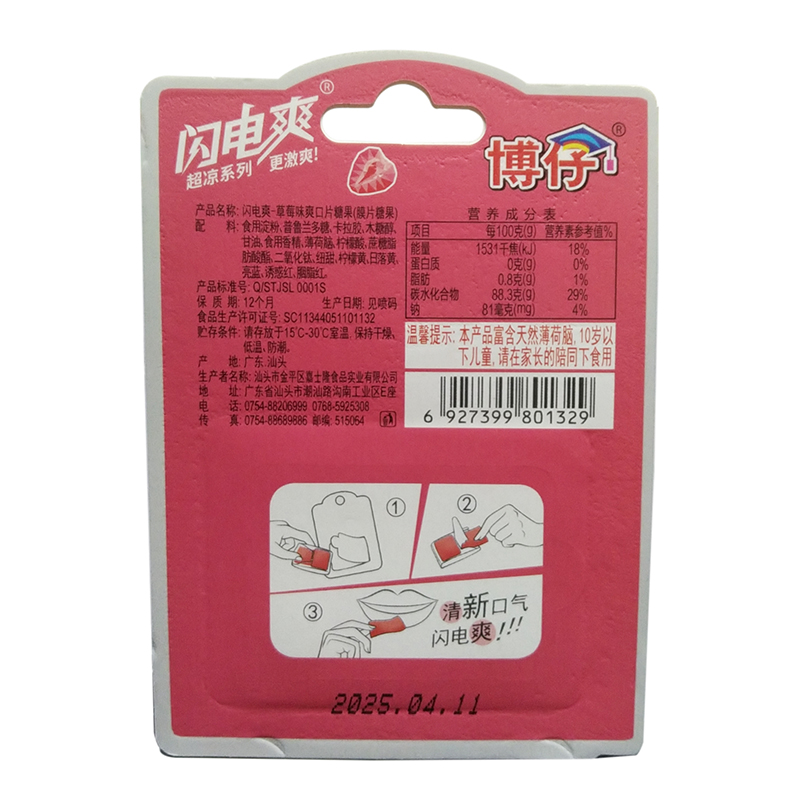 闪电爽®
超凉系列 更激爽!
博仔®
产品名称: 闪电爽-草莓味爽口片糖果(膜片糖果)
配 料: 食用淀粉, 普鲁兰多糖, 卡拉胶, 木糖醇,
甘油, 食用香精, 薄荷脑, 柠檬酸, 蔗糖脂
肪酸酯, 二氧化钛, 纽甜, 柠檬黄, 日落黄,
亮蓝, 诱惑红, 胭脂红.
产品标准号: Q/STJSL 0001S
保 质 期: 12个月 生产日期: 见喷码
食品生产许可证号: SC11344051101132
贮存条件: 请存放于15℃-30℃室温, 保持干燥、
低温、防潮。
产 地: 广东.汕头
生产者名称: 汕头市金平区嘉士隆食品实业有限公司
地 址: 广东省汕头市潮汕路沟南工业区E座
电 话: 0754-88206999 0768-5925308
传 真: 0754-88689886 邮编: 515064
营养成分表
项目 每100克(g) 营养素参考值%
能量 1531千焦(kJ) 18%
蛋白质 0克(g) 0%
脂肪 0.8克(g) 1%
碳水化合物 88.3克(g) 29%
钠 81毫克(mg) 4%
温馨提示: 本产品富含天然薄荷脑, 10岁以
下儿童, 请在家长的陪同下食用
6 927399 801329
①
②
③
清新口气
闪电爽!!!
2025.04.11